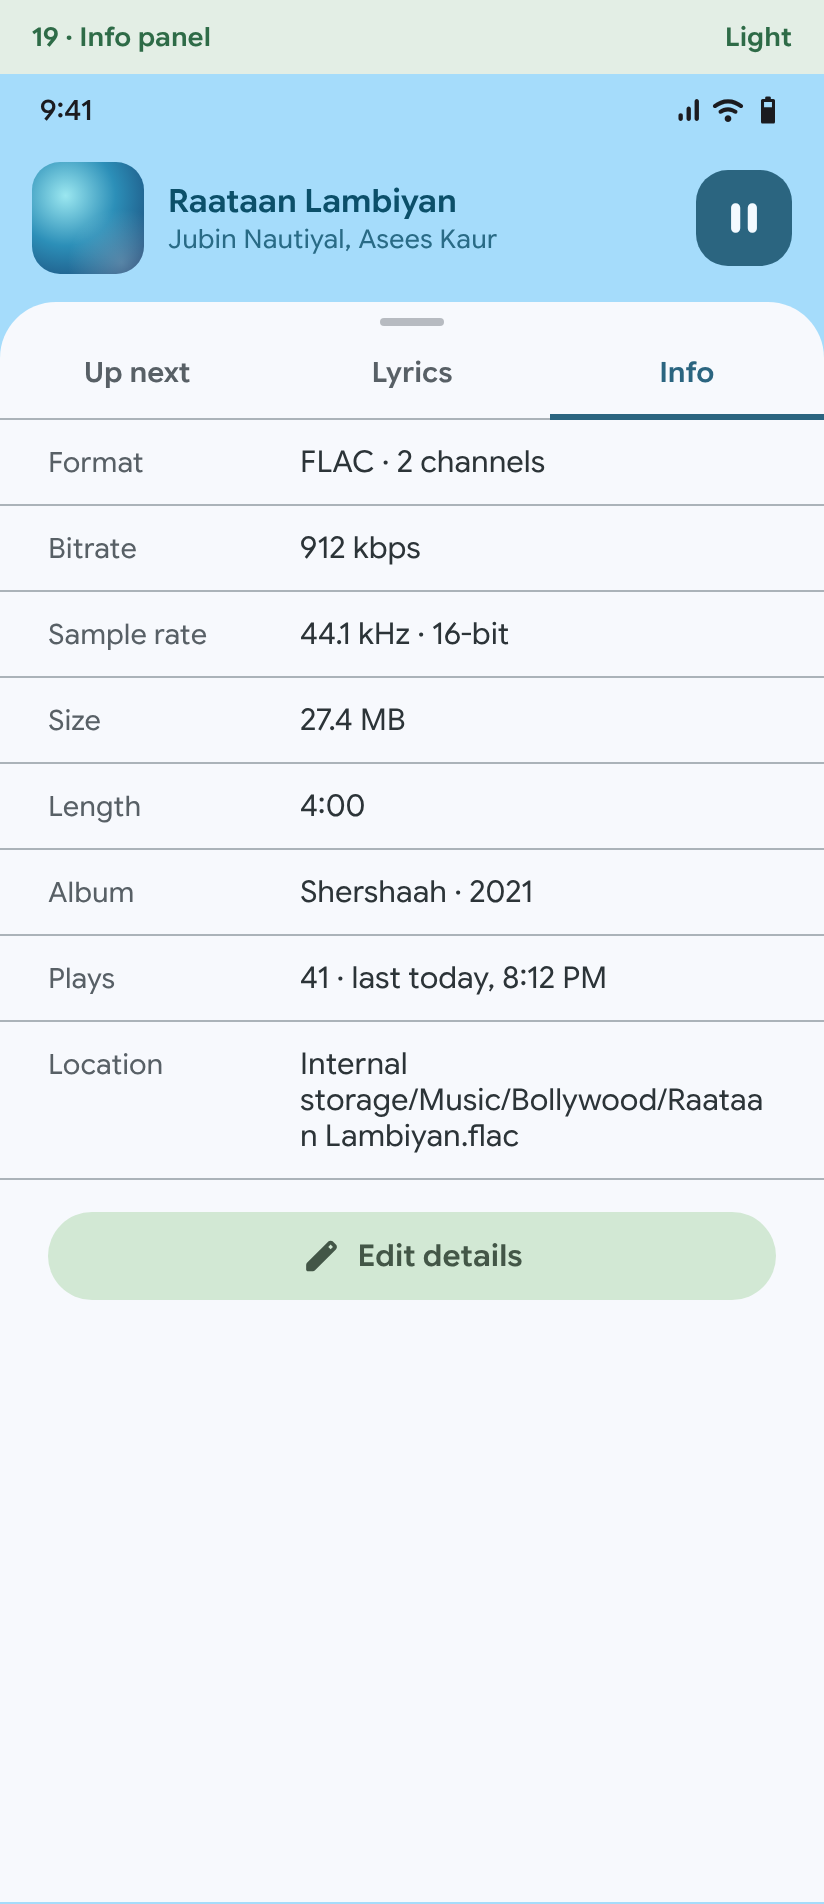 19 · Info panel
Light
9:41
Raataan Lambiyan
Jubin Nautiyal, Asees Kaur
Up next
Lyrics
Info
Format
FLAC · 2 channels
Bitrate
912 kbps
Sample rate
44.1 kHz · 16-bit
Size
27.4 MB
Length
4:00
Album
Shershaah · 2021
Plays
41 · last today, 8:12 PM
Location
Internal
storage/Music/Bollywood/Raataa
n Lambiyan.flac
Edit details